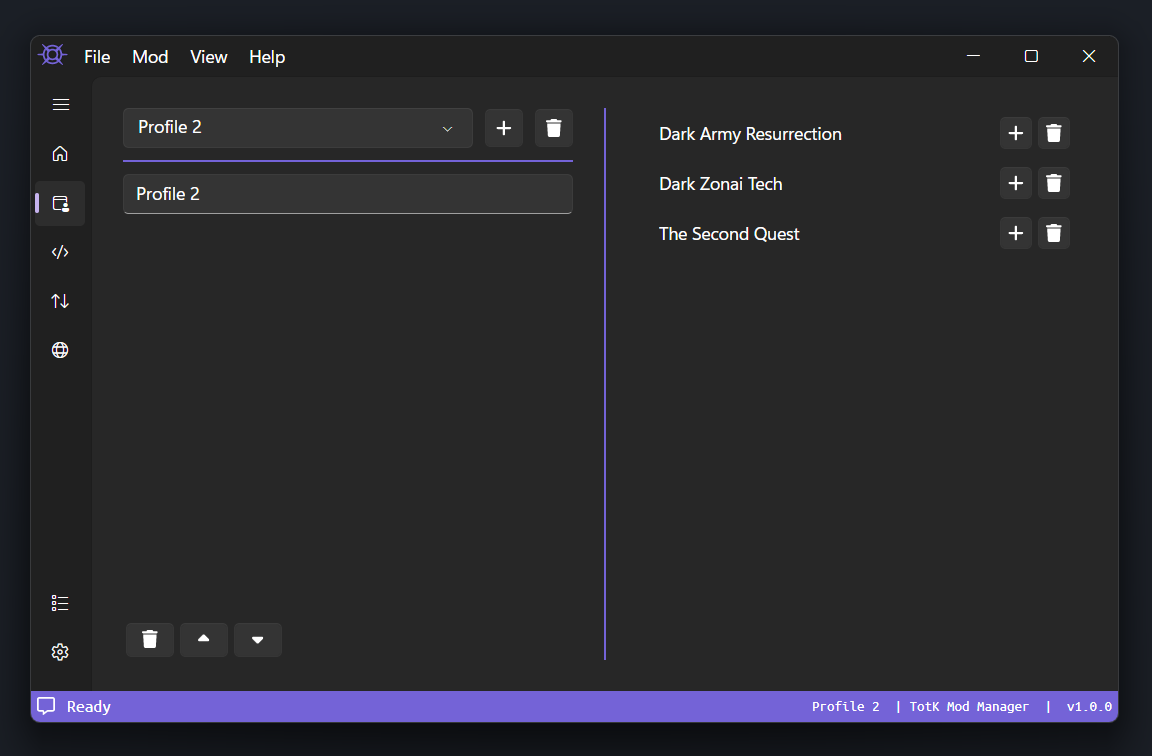 File Mod View Help
Profile 2
Profile 2
Dark Army Resurrection
Dark Zonai Tech
The Second Quest
Ready
Profile 2 | TotK Mod Manager | v1.0.0